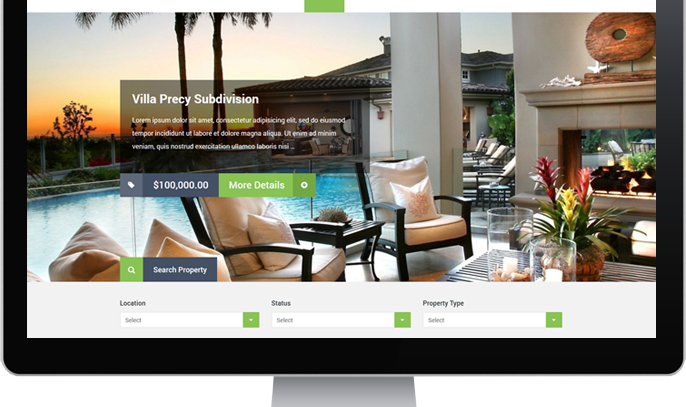 Villa Precy Subdivision
Lorem ipsum dolor sit amet, consectetur adipisicing elit, sed do eiusmod
tempor incididunt ut labore et dolore magna aliqua. Ut enim ad minim
veniam, quis nostrud exercitation ullamco laboris nisi ...
$100,000.00 More Details
Search Property
Location Status Property Type
Select Select Select